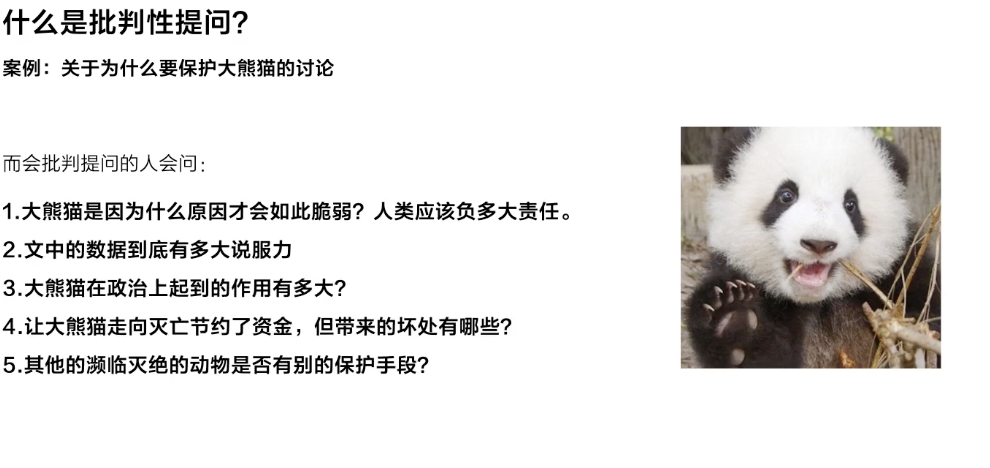 什么是批判性提问？
案例：关于为什么要保护大熊猫的讨论
而会批判提问的人会问：
1.大熊猫是因为什么原因才会如此脆弱？人类应该负多大责任。
2.文中的数据到底有多大说服力
3.大熊猫在政治上起到的作用有多大？
4.让大熊猫走向灭亡节约了资金，但带来的坏处有哪些？
5.其他的濒临灭绝的动物是否有别的保护手段？